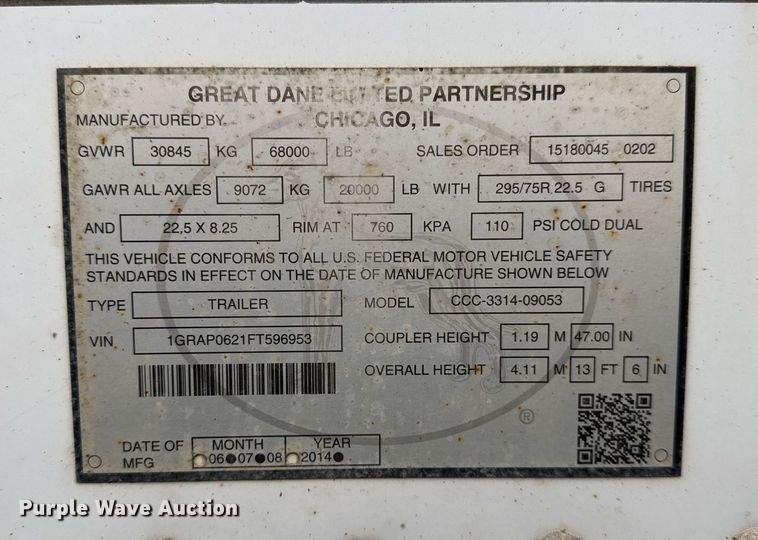 GREAT DANE LIMITED PARTNERSHIP
MANUFACTURED BY CHICAGO, IL
GVWR 30845 KG 68000 LB SALES ORDER 15180045 0202
GAWR ALL AXLES 9072 KG 20000 LB WITH 295/75R 22.5 G TIRES
AND 22.5 X 8.25 RIM AT 760 KPA 110 PSI COLD DUAL
THIS VEHICLE CONFORMS TO ALL U.S. FEDERAL MOTOR VEHICLE SAFETY
STANDARDS IN EFFECT ON THE DATE OF MANUFACTURE SHOWN BELOW
TYPE TRAILER MODEL CCC-3314-09053
VIN 1GRAP0621FT596953 COUPLER HEIGHT 1.19 M 47.00 IN
OVERALL HEIGHT 4.11 M 13 FT 6 IN
®
DATE OF MFG MONTH YEAR
06 07 08 2014
Purple Wave Auction